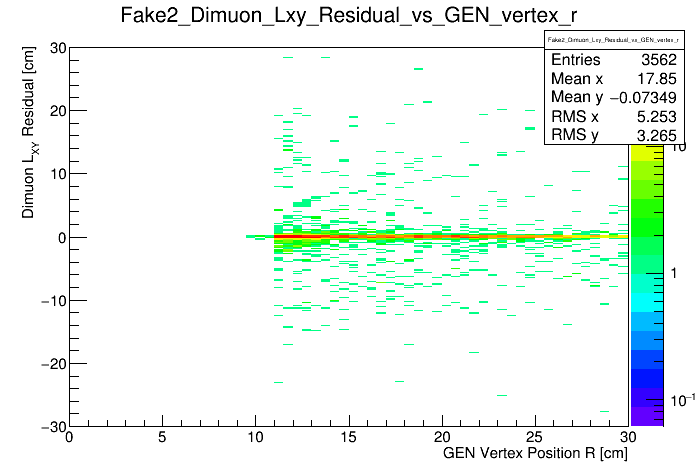 Fake2_Dimuon_Lxy_Residual_vs_GEN_vertex_r
Fake2_Dimuon_Lxy_Residual_vs_GEN_vertex_r
Entries 3562
Mean x 17.85
Mean y −0.07349
RMS x 5.253
RMS y 3.265
Dimuon LXY Residual [cm]
30
20
10
0
−10
−20
−30
0 5 10 15 20 25 30
GEN Vertex Position R [cm]
10
1
10−1